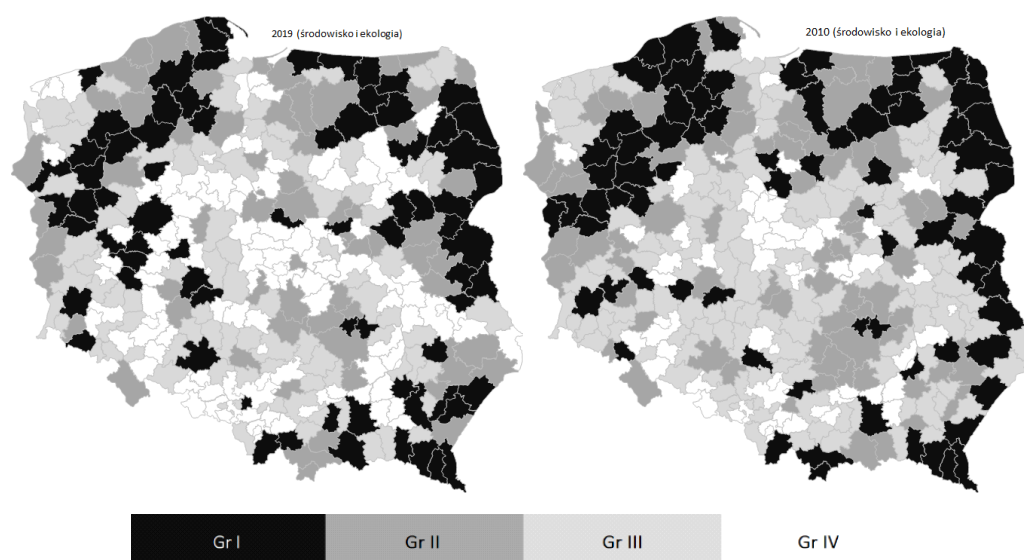 2019 (środowisko i ekologia)
2010 (środowisko i ekologia)
Gr I
Gr II
Gr III
Gr IV